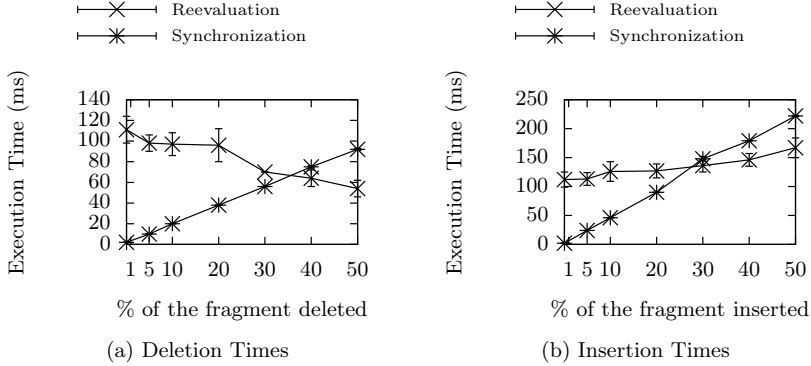 Reevaluation
Synchronization
Execution Time (ms)
140
120
100
80
60
40
20
0
1 5 10 20 30 40 50
% of the fragment deleted
(a) Deletion Times
Reevaluation
Synchronization
Execution Time (ms)
250
200
150
100
50
0
1 5 10 20 30 40 50
% of the fragment inserted
(b) Insertion Times